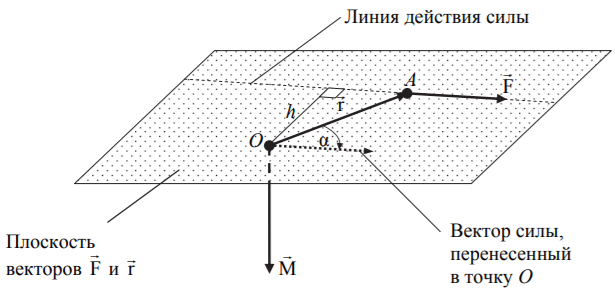 Линия действия силы
A
F⃗
r⃗
h
O
α
Вектор силы,
перенесенный
в точку O
Плоскость
векторов F⃗ и r⃗
M⃗